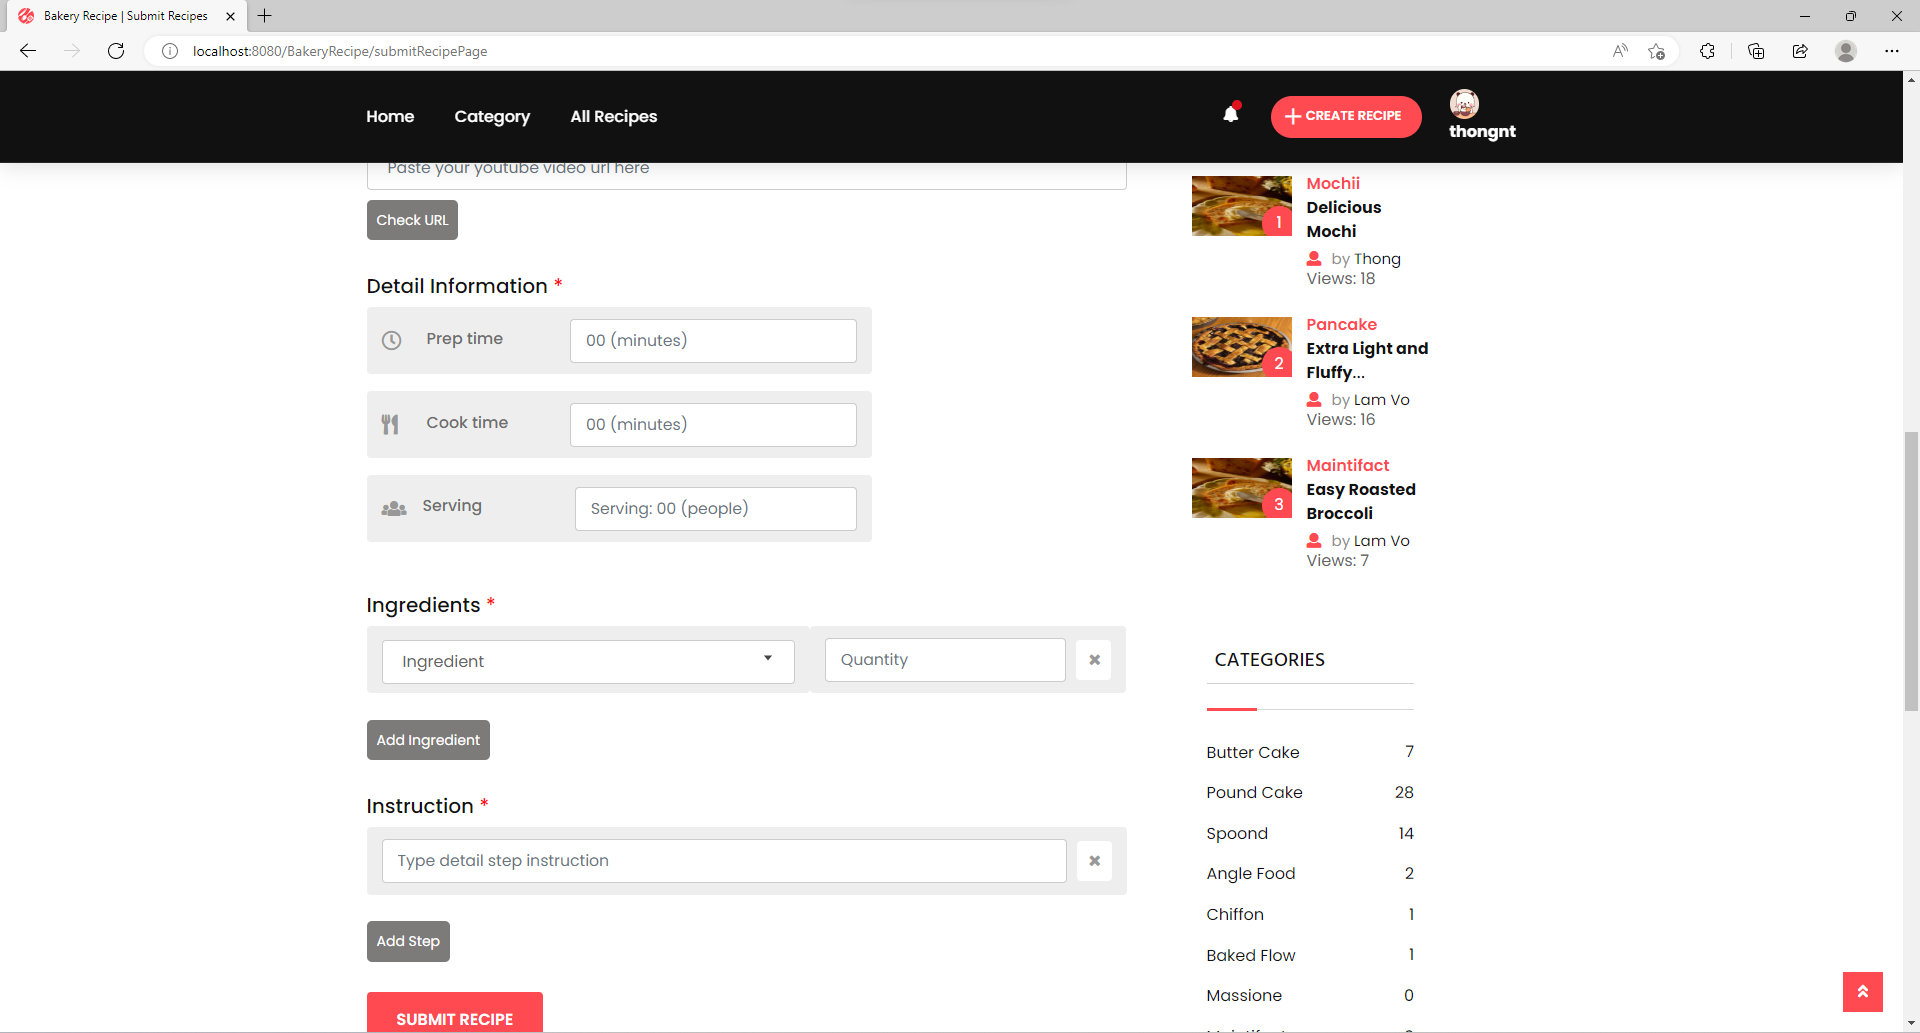 Bakery Recipe | Submit Recipes
localhost:8080/BakeryRecipe/submitRecipePage
Home
Category
All Recipes
CREATE RECIPE
thongnt
Paste your youtube video url here
Check URL
Detail Information *
Prep time
00 (minutes)
Cook time
00 (minutes)
Serving
Serving: 00 (people)
Ingredients *
Ingredient
Quantity
Add Ingredient
Instruction *
Type detail step instruction
Add Step
SUBMIT RECIPE
1
Mochii
Delicious
Mochi
by Thong
Views: 18
2
Pancake
Extra Light and
Fluffy...
by Lam Vo
Views: 16
3
Maintifact
Easy Roasted
Broccoli
by Lam Vo
Views: 7
CATEGORIES
Butter Cake 7
Pound Cake 28
Spoond 14
Angle Food 2
Chiffon 1
Baked Flow 1
Massione 0